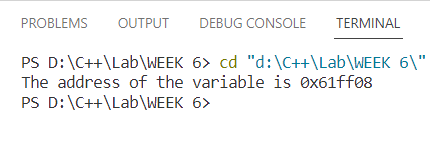 PROBLEMS OUTPUT DEBUG CONSOLE TERMINAL
PS D:\C++\Lab\WEEK 6> cd "d:\C++\Lab\WEEK 6\"
The address of the variable is 0x61ff08
PS D:\C++\Lab\WEEK 6>